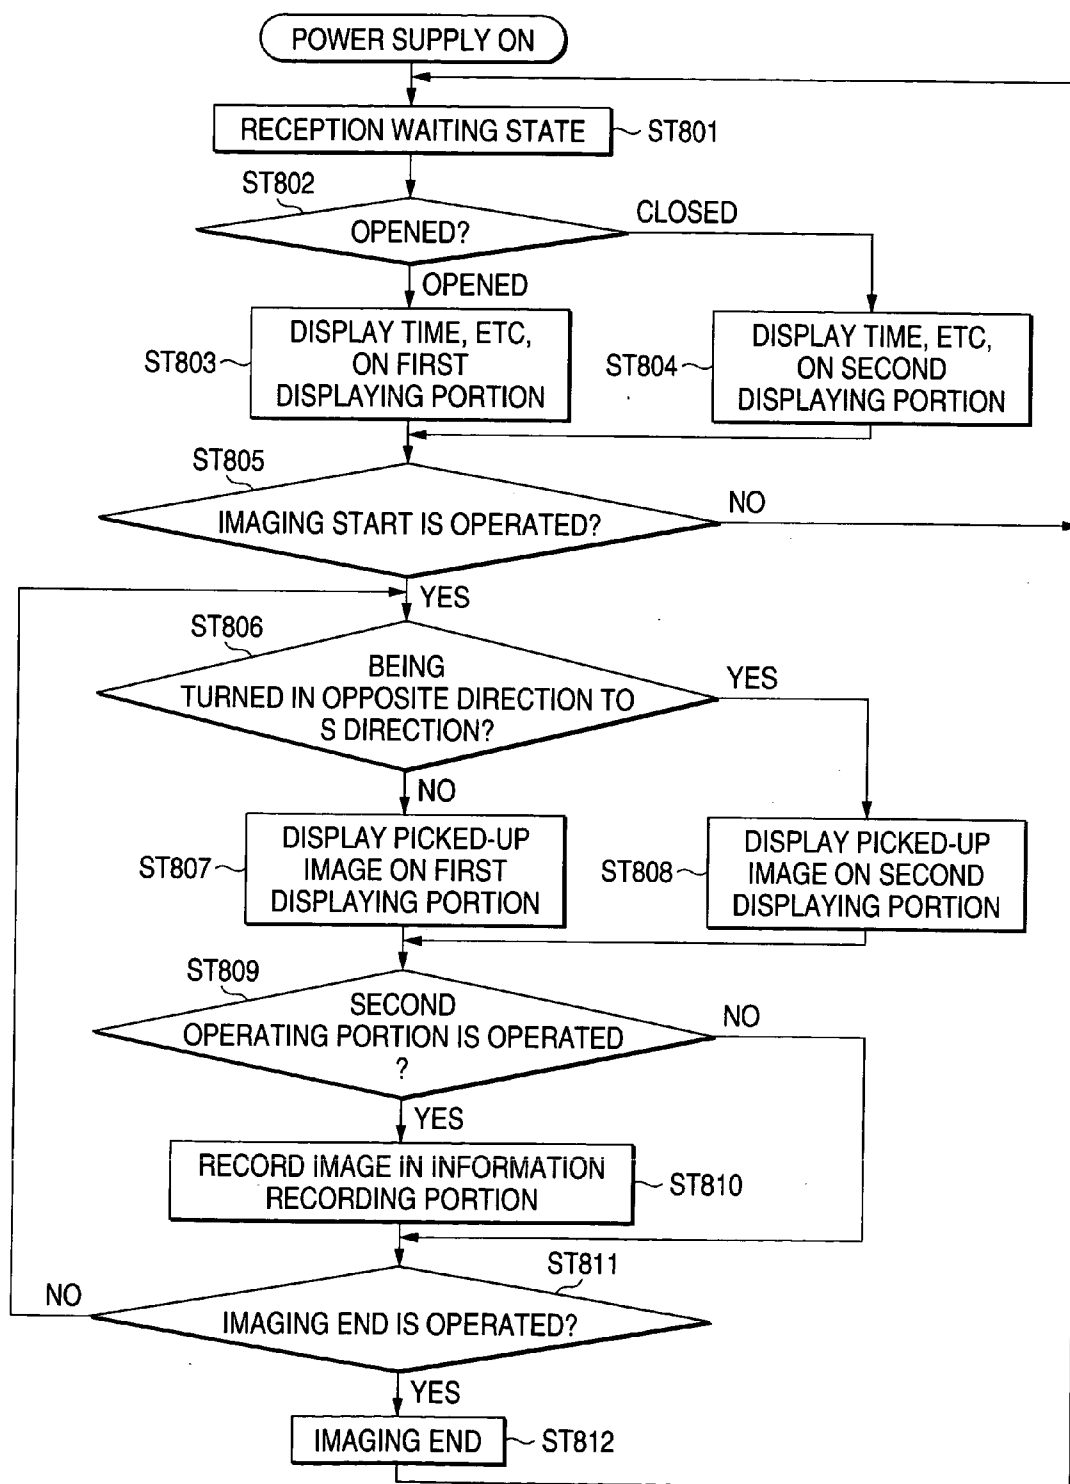 POWER SUPPLY ON
RECEPTION WAITING STATE
ST801
ST802
OPENED?
CLOSED
OPENED
ST803
DISPLAY TIME, ETC,
ON FIRST
DISPLAYING PORTION
ST804
DISPLAY TIME, ETC,
ON SECOND
DISPLAYING PORTION
ST805
IMAGING START IS OPERATED?
NO
YES
ST806
BEING
TURNED IN OPPOSITE DIRECTION TO
S DIRECTION?
YES
NO
ST807
DISPLAY PICKED-UP
IMAGE ON FIRST
DISPLAYING PORTION
ST808
DISPLAY PICKED-UP
IMAGE ON SECOND
DISPLAYING PORTION
ST809
SECOND
OPERATING PORTION IS OPERATED
?
NO
YES
RECORD IMAGE IN INFORMATION
RECORDING PORTION
ST810
ST811
NO
IMAGING END IS OPERATED?
YES
IMAGING END
ST812